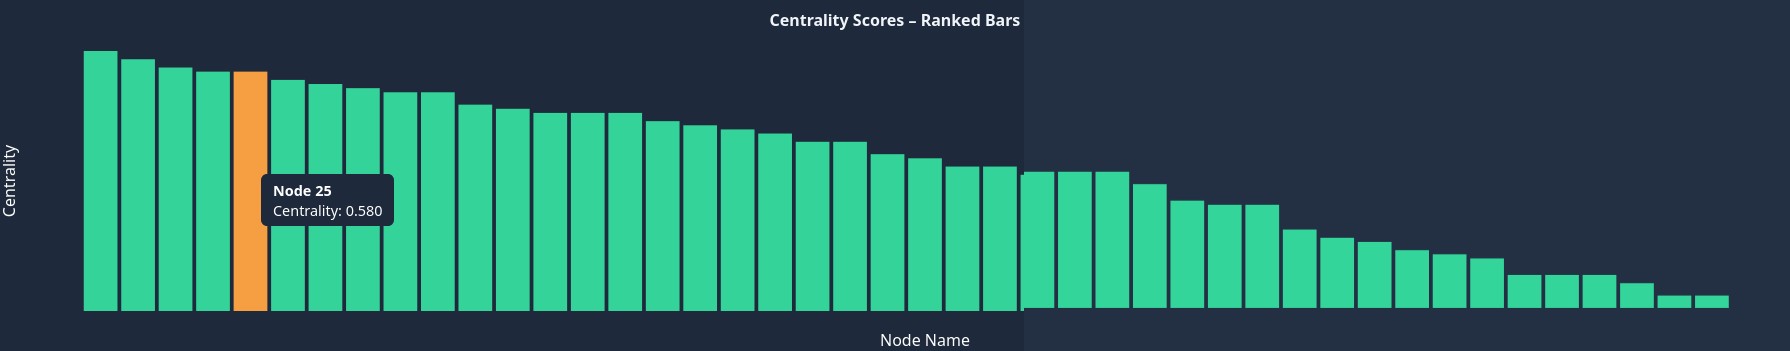 Centrality Scores – Ranked Bars
Centrality
Node 25
Centrality: 0.580
Node Name